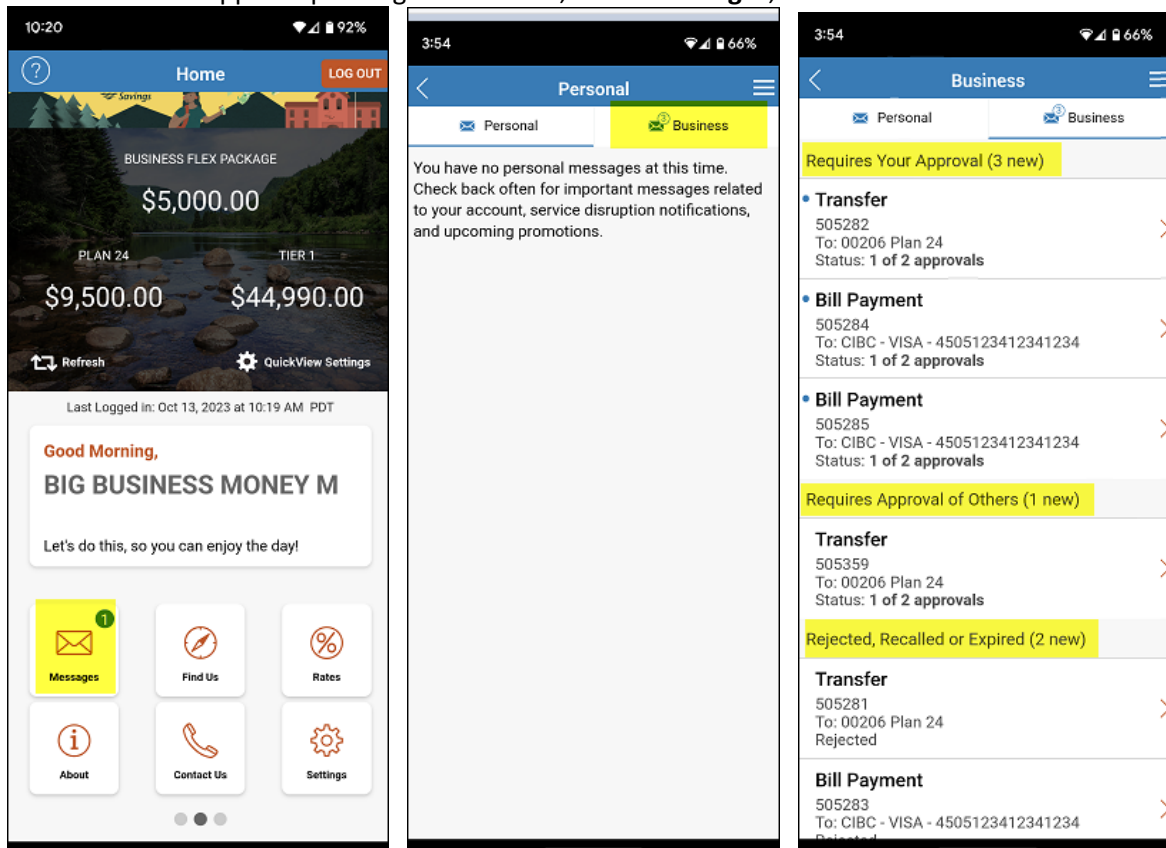 10:20
92%
?
Home
LOG OUT
Savings
BUSINESS FLEX PACKAGE
$5,000.00
PLAN 24
TIER 1
$9,500.00
$44,990.00
Refresh
QuickView Settings
Last Logged in: Oct 13, 2023 at 10:19 AM PDT
Good Morning,
BIG BUSINESS MONEY M
Let's do this, so you can enjoy the day!
1
Messages
Find Us
Rates
About
Contact Us
Settings
3:54
66%
Personal
Personal
3
Business
You have no personal messages at this time.
Check back often for important messages related
to your account, service disruption notifications,
and upcoming promotions.
3:54
66%
Business
Personal
3
Business
Requires Your Approval (3 new)
Transfer
505282
To: 00206 Plan 24
Status: 1 of 2 approvals
Bill Payment
505284
To: CIBC - VISA - 4505123412341234
Status: 1 of 2 approvals
Bill Payment
505285
To: CIBC - VISA - 4505123412341234
Status: 1 of 2 approvals
Requires Approval of Others (1 new)
Transfer
505359
To: 00206 Plan 24
Status: 1 of 2 approvals
Rejected, Recalled or Expired (2 new)
Transfer
505281
To: 00206 Plan 24
Rejected
Bill Payment
505283
To: CIBC - VISA - 4505123412341234